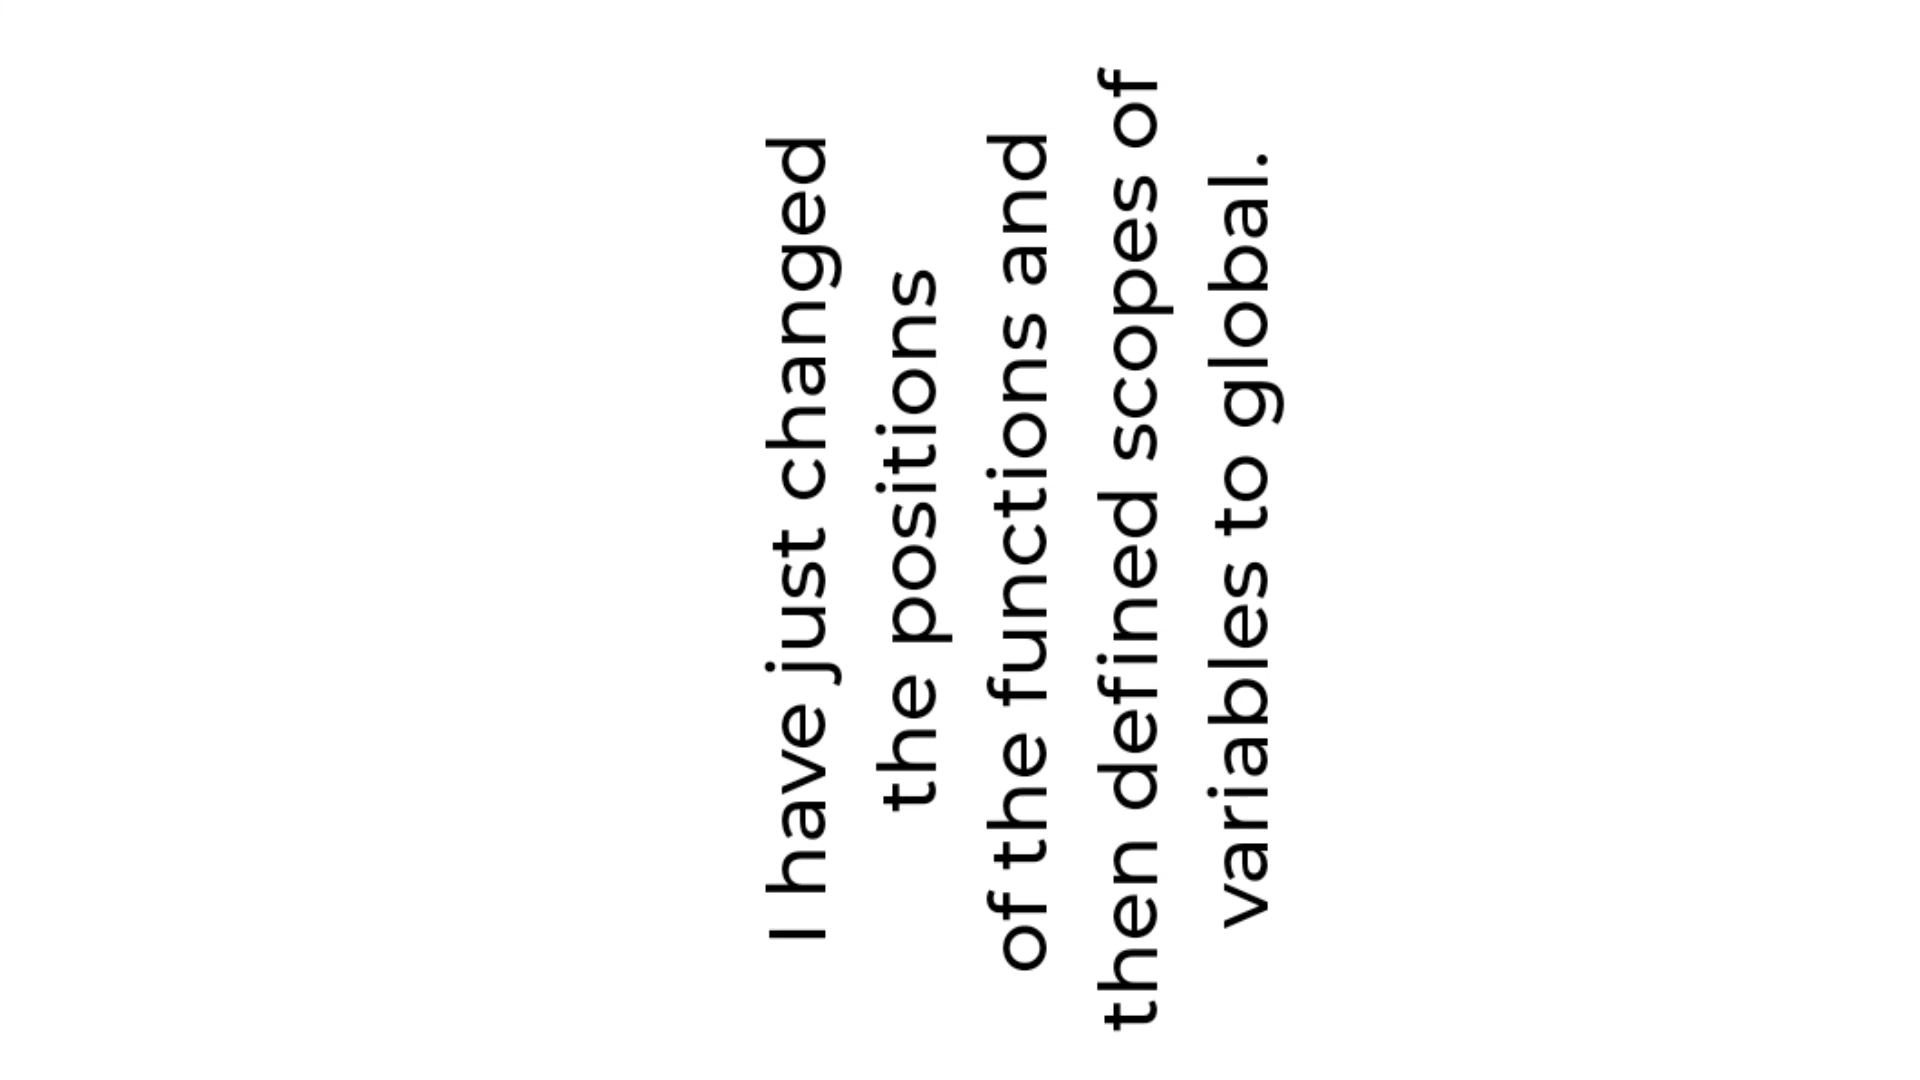 I have just changed
the positions
of the functions and
then defined scopes of
variables to global.